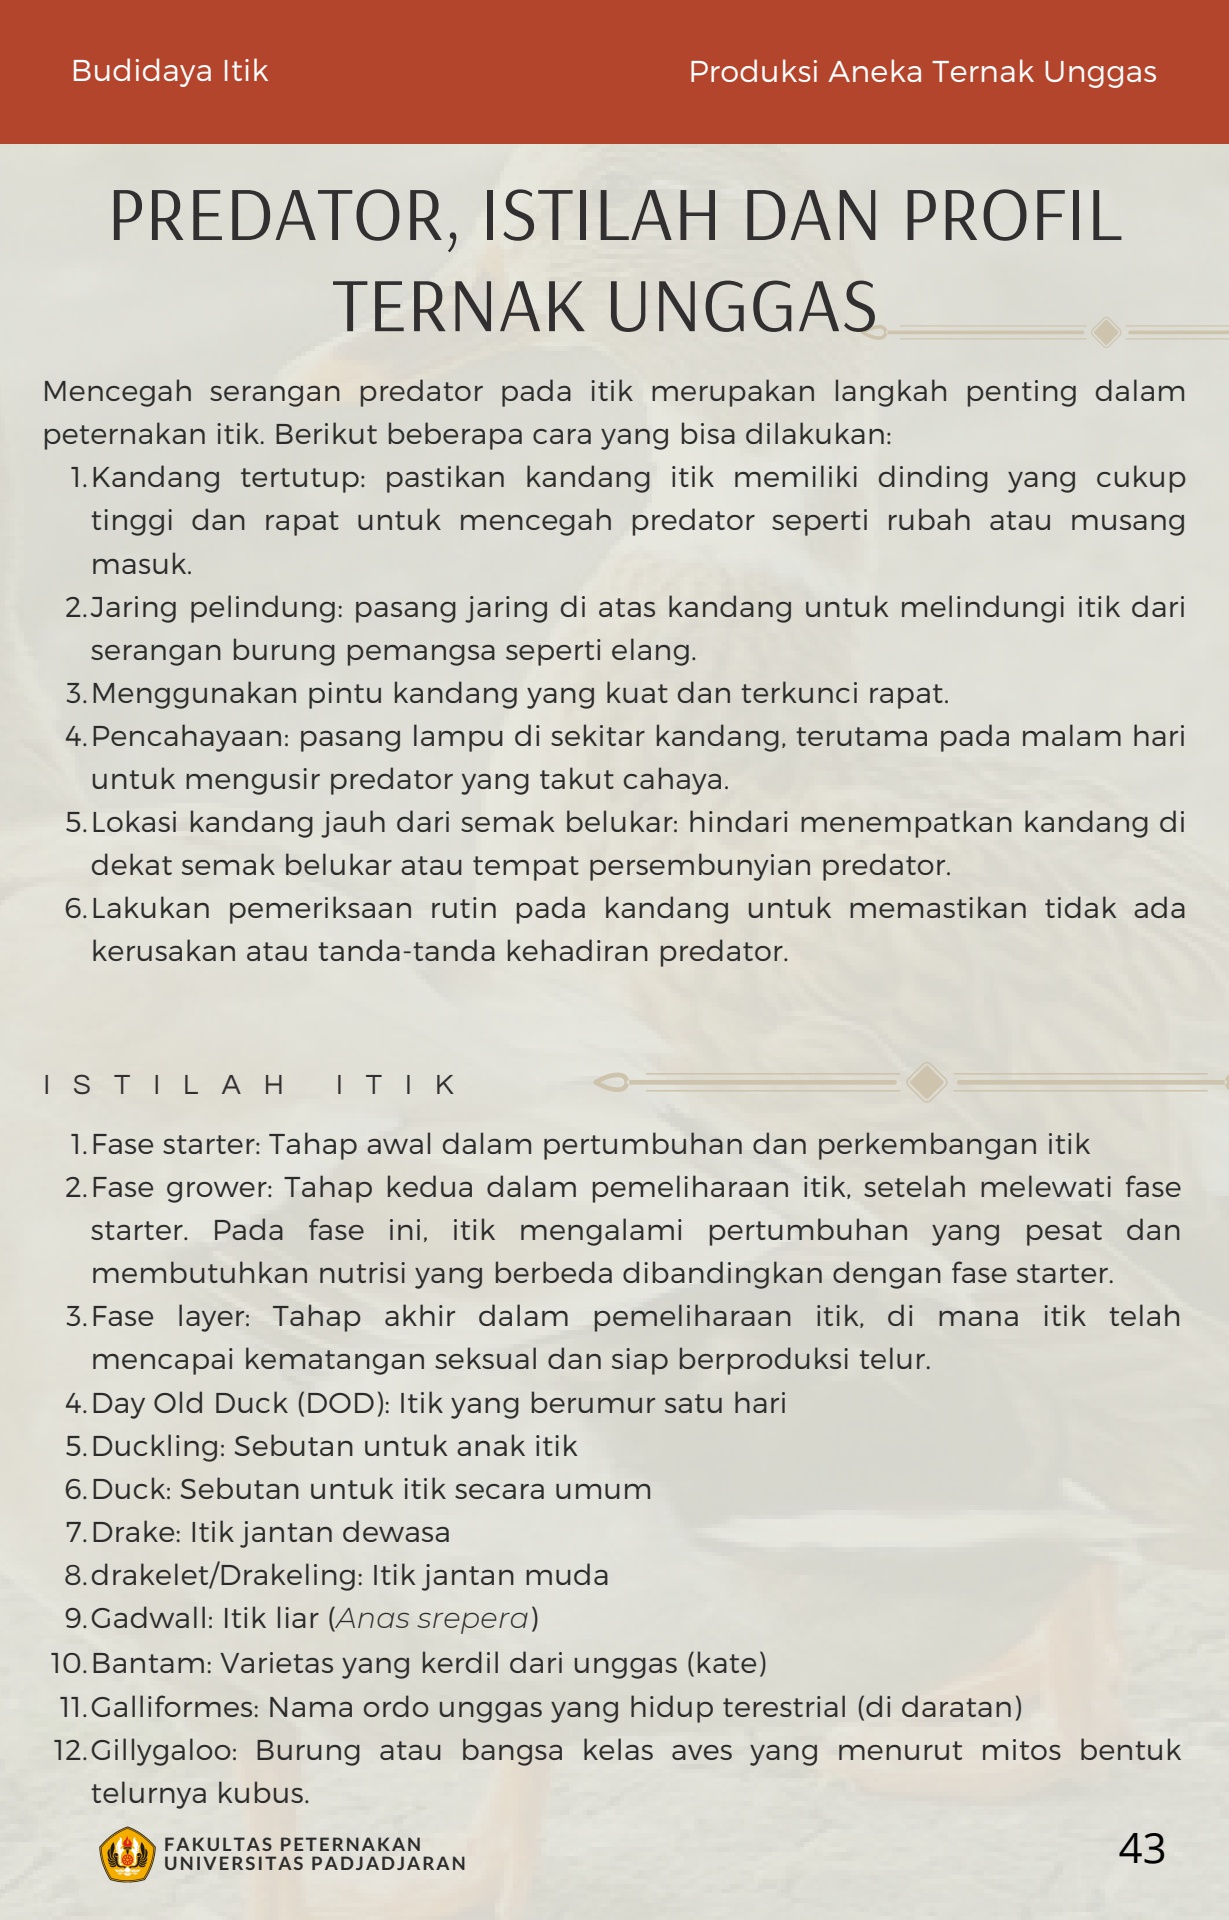 Budidaya Itik
Produksi Aneka Ternak Unggas
PREDATOR, ISTILAH DAN PROFIL
TERNAK UNGGAS
Mencegah serangan predator pada itik merupakan langkah penting dalam
peternakan itik. Berikut beberapa cara yang bisa dilakukan:
1. Kandang tertutup: pastikan kandang itik memiliki dinding yang cukup
tinggi dan rapat untuk mencegah predator seperti rubah atau musang
masuk.
2. Jaring pelindung: pasang jaring di atas kandang untuk melindungi itik dari
serangan burung pemangsa seperti elang.
3. Menggunakan pintu kandang yang kuat dan terkunci rapat.
4. Pencahayaan: pasang lampu di sekitar kandang, terutama pada malam hari
untuk mengusir predator yang takut cahaya.
5. Lokasi kandang jauh dari semak belukar: hindari menempatkan kandang di
dekat semak belukar atau tempat persembunyian predator.
6. Lakukan pemeriksaan rutin pada kandang untuk memastikan tidak ada
kerusakan atau tanda-tanda kehadiran predator.
ISTILAH ITIK
1. Fase starter: Tahap awal dalam pertumbuhan dan perkembangan itik
2. Fase grower: Tahap kedua dalam pemeliharaan itik, setelah melewati fase
starter. Pada fase ini, itik mengalami pertumbuhan yang pesat dan
membutuhkan nutrisi yang berbeda dibandingkan dengan fase starter.
3. Fase layer: Tahap akhir dalam pemeliharaan itik, di mana itik telah
mencapai kematangan seksual dan siap berproduksi telur.
4. Day Old Duck (DOD): Itik yang berumur satu hari
5. Duckling: Sebutan untuk anak itik
6. Duck: Sebutan untuk itik secara umum
7. Drake: Itik jantan dewasa
8. drakelet/Drakeling: Itik jantan muda
9. Gadwall: Itik liar (Anas srepera)
10. Bantam: Varietas yang kerdil dari unggas (kate)
11. Galliformes: Nama ordo unggas yang hidup terestrial (di daratan)
12. Gillygaloo: Burung atau bangsa kelas aves yang menurut mitos bentuk
telurnya kubus.
FAKULTAS PETERNAKAN
UNIVERSITAS PADJADJARAN
43